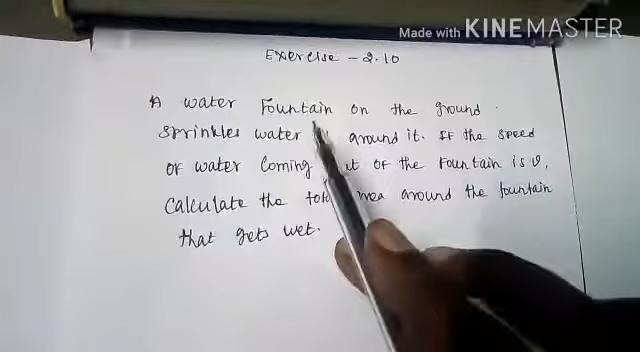 Made with KINEMASTER
Exercise - 2.10
A water Fountain on the ground.
Sprinkles water around it. If the speed
of water coming of the fountain is v,
Calculate the area around the fountain
that gets wet.